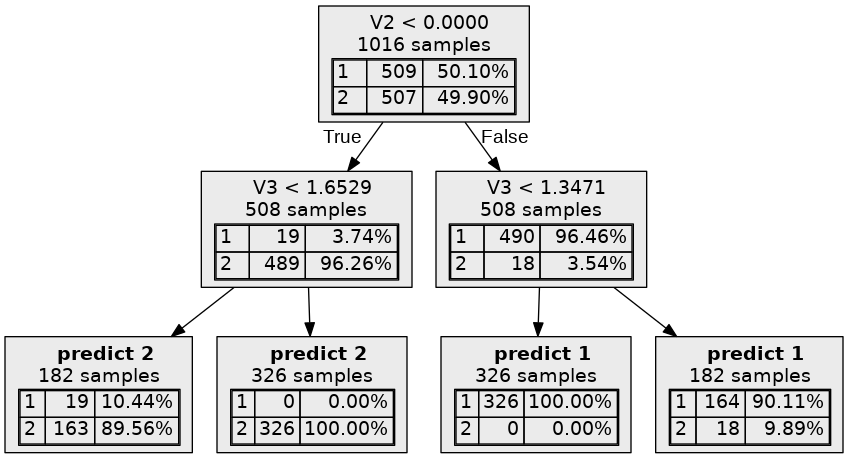 V2 < 0.0000
1016 samples
1 509 50.10%
2 507 49.90%
True
False
V3 < 1.6529
508 samples
1 19 3.74%
2 489 96.26%
V3 < 1.3471
508 samples
1 490 96.46%
2 18 3.54%
predict 2
182 samples
1 19 10.44%
2 163 89.56%
predict 2
326 samples
1 0 0.00%
2 326 100.00%
predict 1
326 samples
1 326 100.00%
2 0 0.00%
predict 1
182 samples
1 164 90.11%
2 18 9.89%